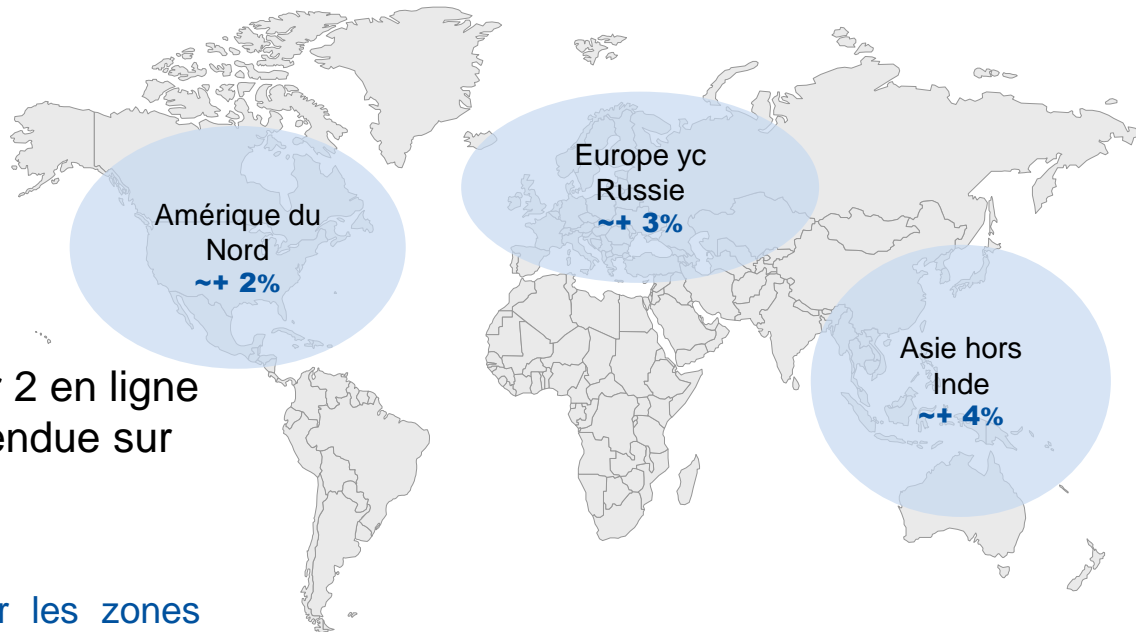 Europe yc
Russie
~+ 3%
Amérique du
Nord
~+ 2%
Asie hors
Inde
~+ 4%
2 en ligne
endue sur
les zones